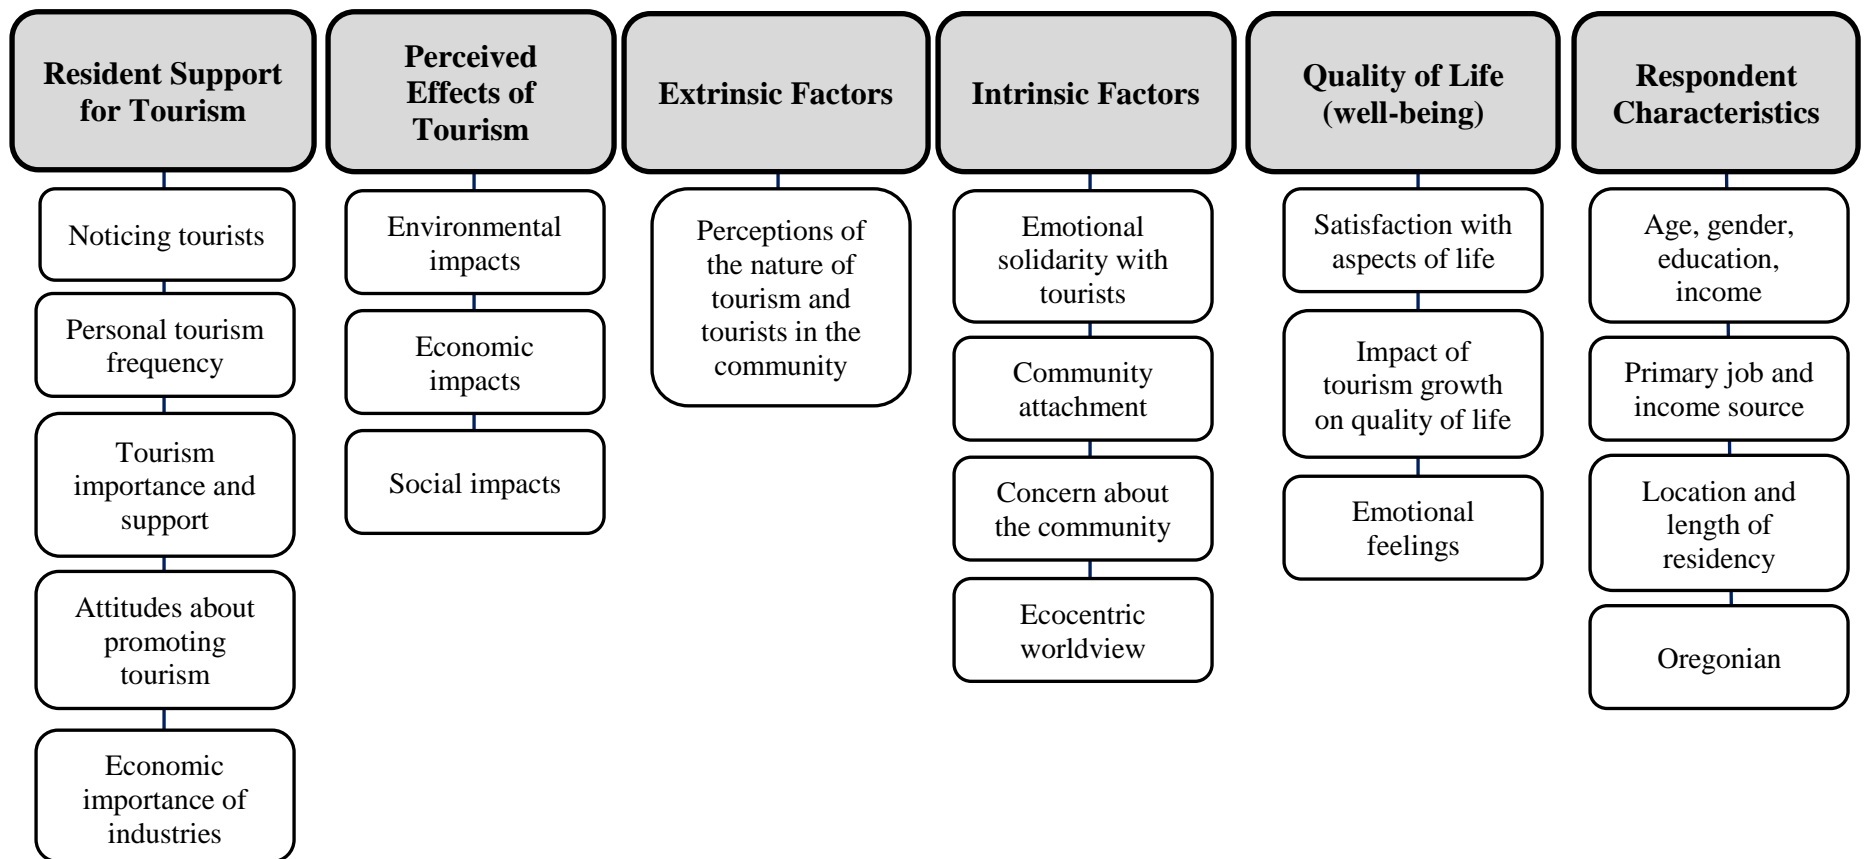 Resident Support
for Tourism
Noticing tourists
Personal tourism
frequency
Tourism
importance and
support
Attitudes about
promoting
tourism
Economic
importance of
industries
Perceived
Effects of
Tourism
Environmental
impacts
Economic
impacts
Social impacts
Extrinsic Factors
Perceptions of
the nature of
tourism and
tourists in the
community
Intrinsic Factors
Emotional
solidarity with
tourists
Community
attachment
Concern about
the community
Ecocentric
worldview
Quality of Life
(well-being)
Satisfaction with
aspects of life
Impact of
tourism growth
on quality of life
Emotional
feelings
Respondent
Characteristics
Age, gender,
education,
income
Primary job and
income source
Location and
length of
residency
Oregonian